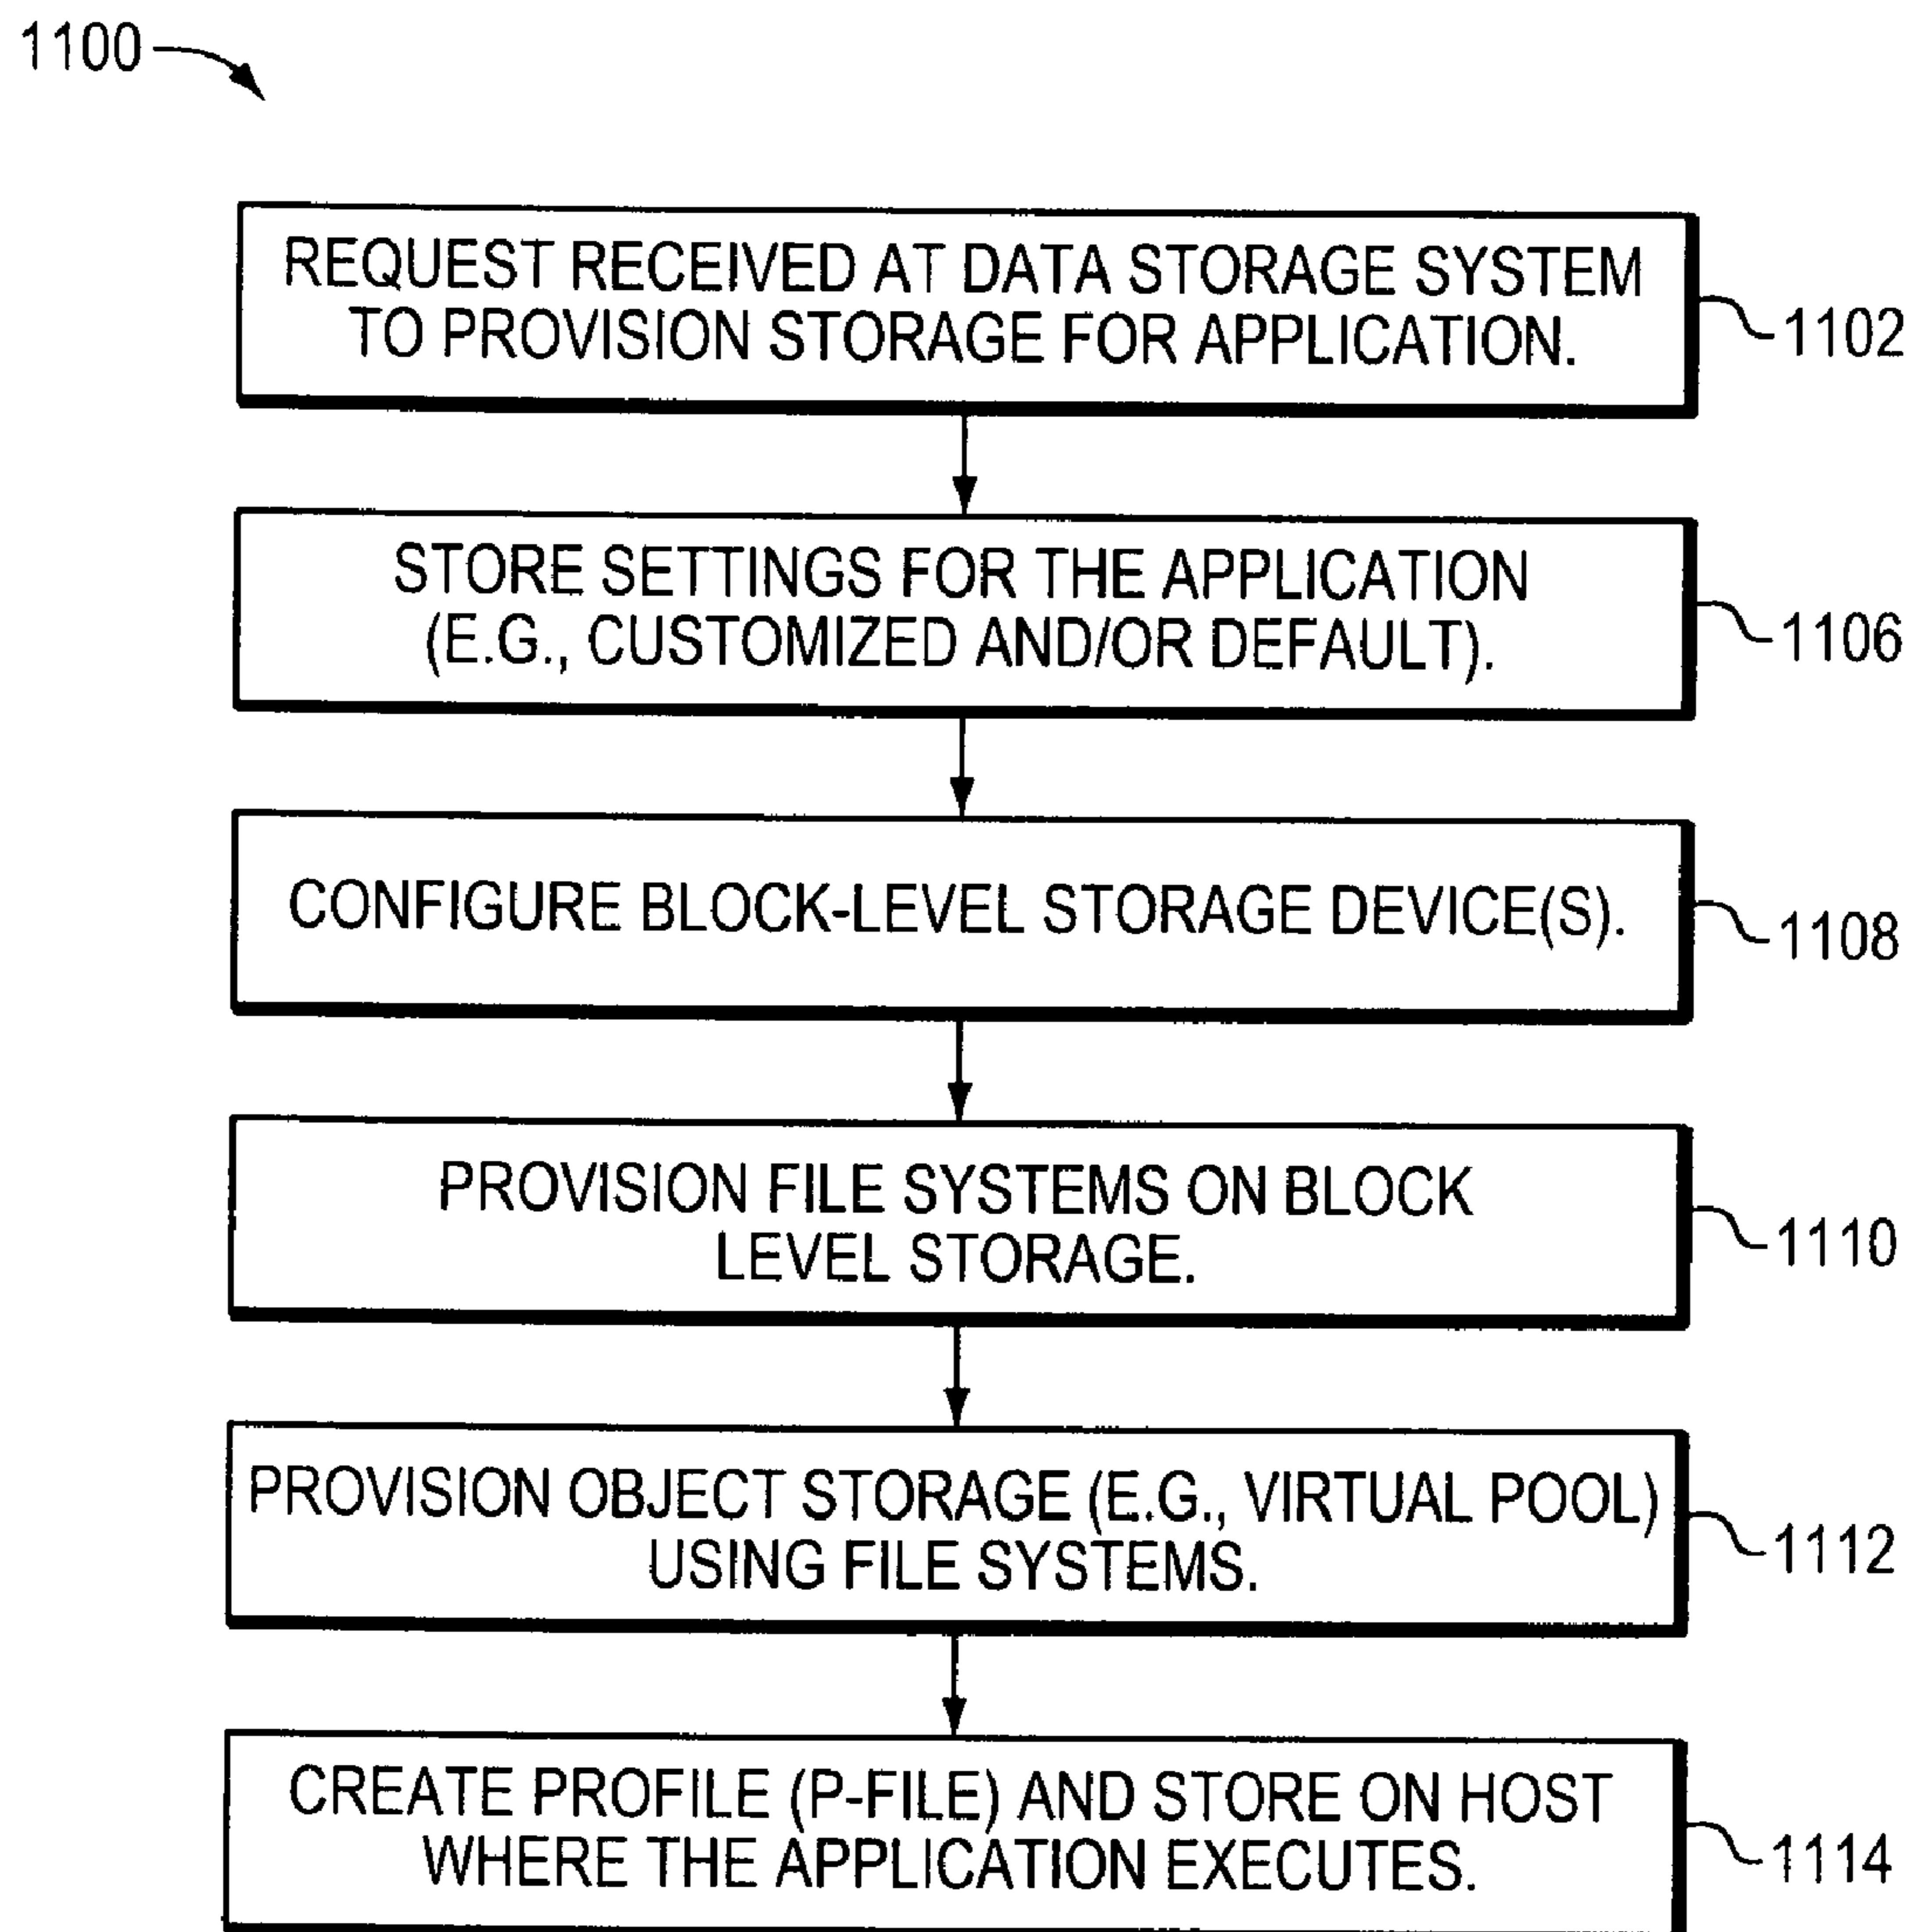 1100
REQUEST RECEIVED AT DATA STORAGE SYSTEM
TO PROVISION STORAGE FOR APPLICATION.
1102
STORE SETTINGS FOR THE APPLICATION
(E.G., CUSTOMIZED AND/OR DEFAULT).
1106
CONFIGURE BLOCK-LEVEL STORAGE DEVICE(S).
1108
PROVISION FILE SYSTEMS ON BLOCK
LEVEL STORAGE.
1110
PROVISION OBJECT STORAGE (E.G., VIRTUAL POOL)
USING FILE SYSTEMS.
1112
CREATE PROFILE (P-FILE) AND STORE ON HOST
WHERE THE APPLICATION EXECUTES.
1114